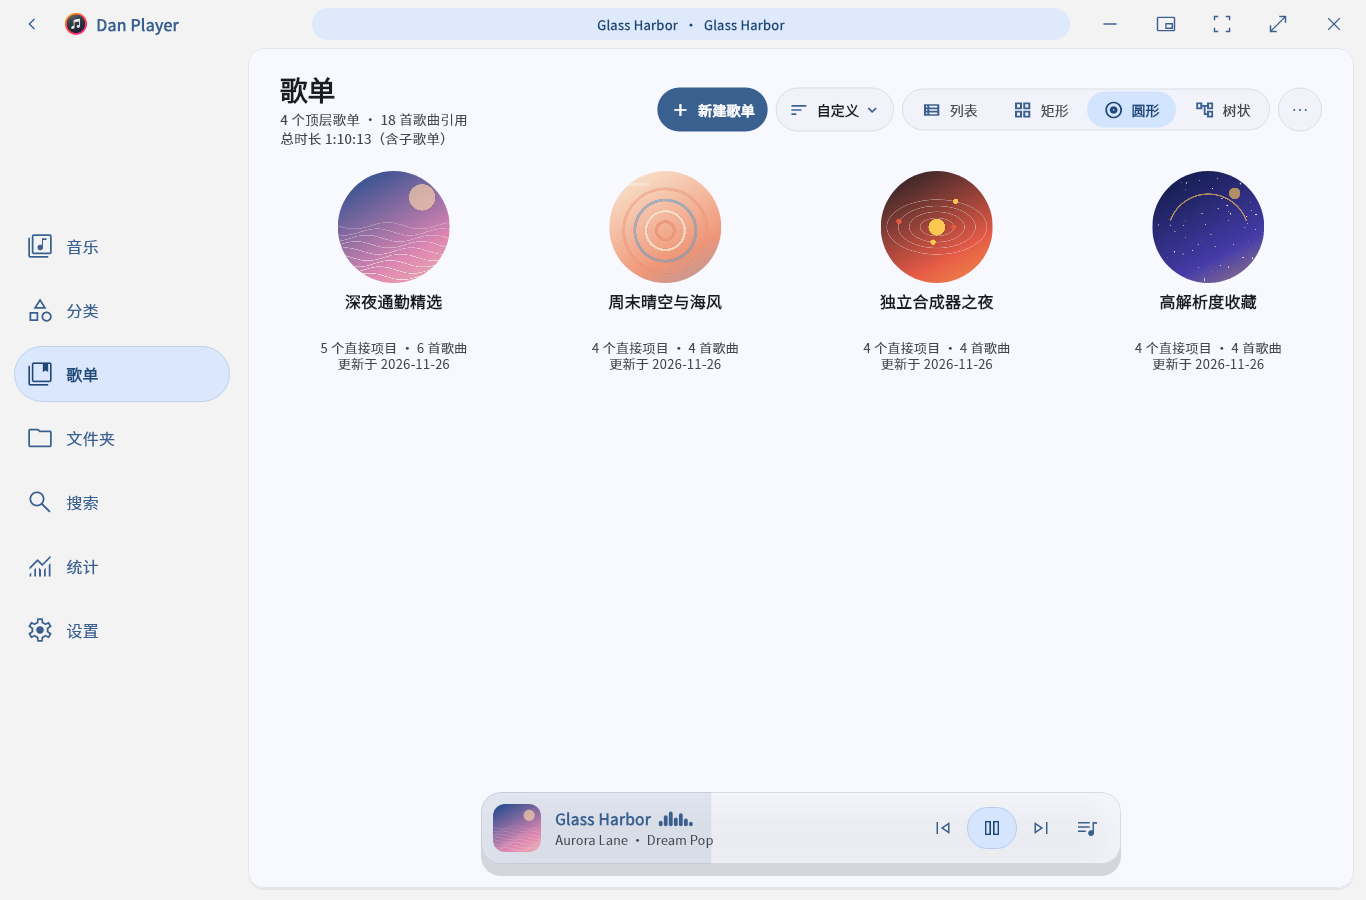 Dan Player
Glass Harbor • Glass Harbor
歌单
4 个顶层歌单 • 18 首歌曲引用
总时长 1:10:13（含子歌单）
新建歌单
自定义
列表
矩形
圆形
树状
音乐
分类
歌单
文件夹
搜索
统计
设置
深夜通勤精选
5 个直接项目 • 6 首歌曲
更新于 2026-11-26
周末晴空与海风
4 个直接项目 • 4 首歌曲
更新于 2026-11-26
独立合成器之夜
4 个直接项目 • 4 首歌曲
更新于 2026-11-26
高解析度收藏
4 个直接项目 • 4 首歌曲
更新于 2026-11-26
Glass Harbor
Aurora Lane • Dream Pop